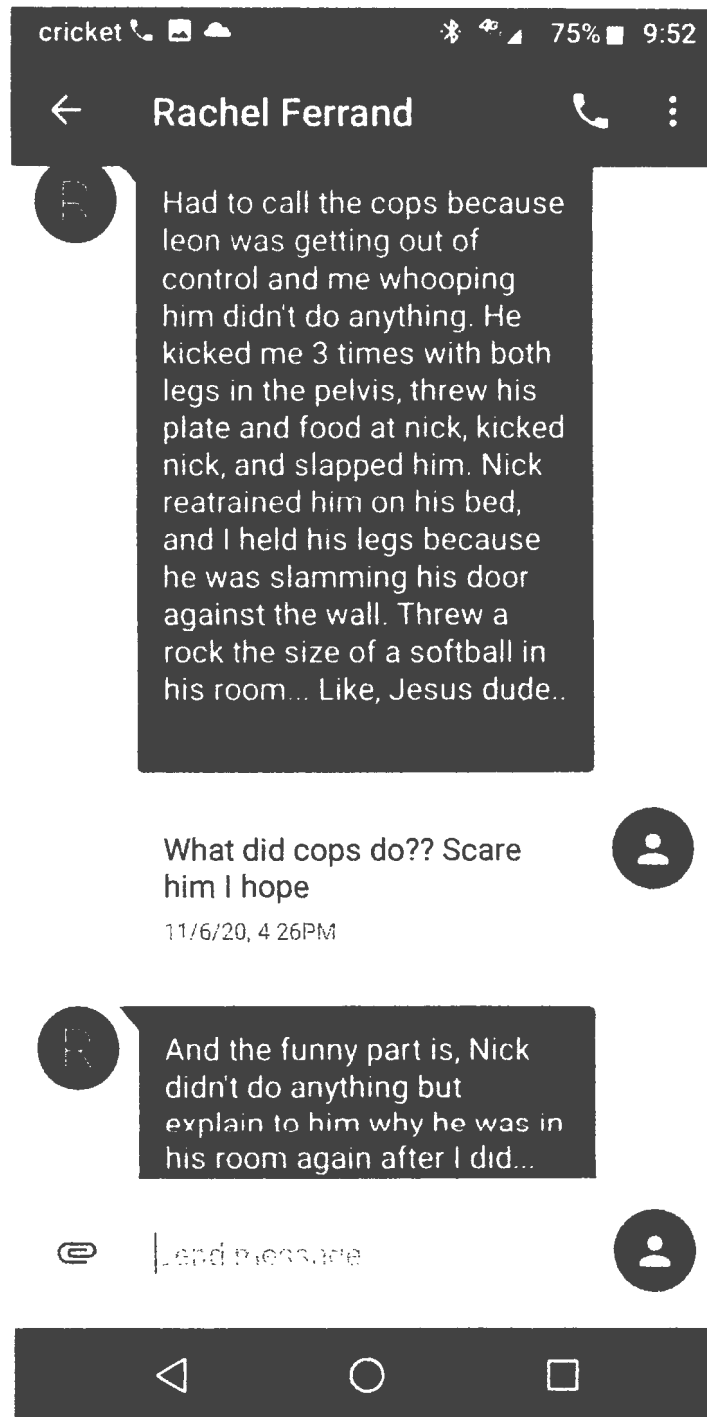 cricket 4G 75% 9:52
Rachel Ferrand
R
Had to call the cops because
leon was getting out of
control and me whooping
him didn't do anything. He
kicked me 3 times with both
legs in the pelvis, threw his
plate and food at nick, kicked
nick, and slapped him. Nick
reatrained him on his bed,
and I held his legs because
he was slamming his door
against the wall. Threw a
rock the size of a softball in
his room... Like, Jesus dude..
What did cops do?? Scare
him I hope
11/6/20, 4 26PM
R
And the funny part is, Nick
didn't do anything but
explain to him why he was in
his room again after I did...
Send message